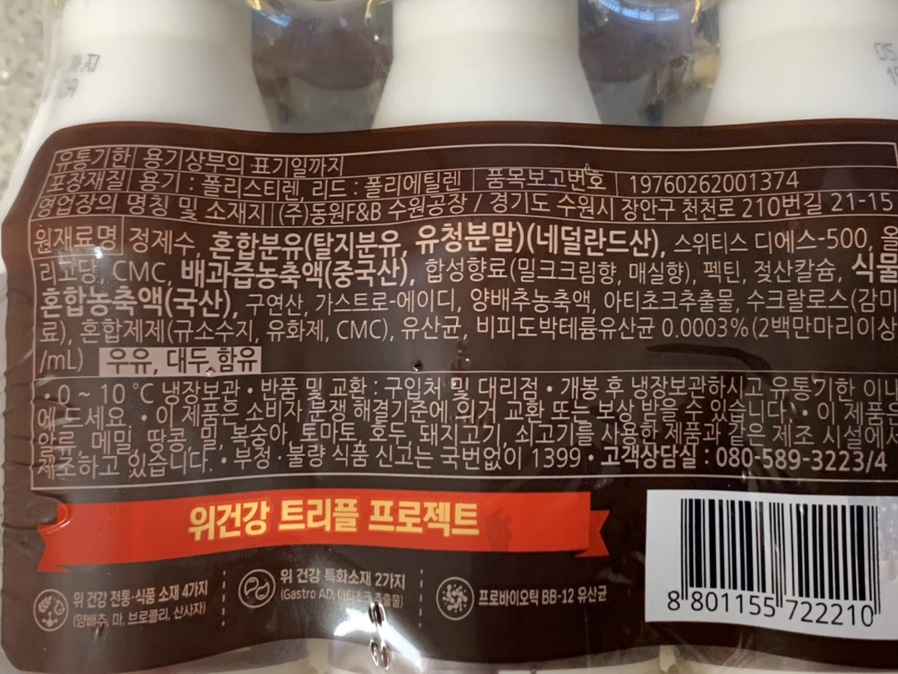 유통기한 용기상부의 표기일까지
포장재질 용기 : 폴리스티렌, 리드 : 폴리에틸렌 품목보고번호 19760262001374
영업장의 명칭 및 소재지 (주)동원F&B 수원공장 / 경기도 수원시 장안구 천천로 210번길 21-15
원재료명 정제수, 혼합분유(탈지분유, 유청분말)(네덜란드산), 스위티스 디에스-500, 올
리고당, CMC, 배과즙농축액(중국산), 합성향료(밀크크림향, 매실향), 펙틴, 젖산칼슘, 식물
혼합농축액(국산), 구연산, 가스트로-에이디, 양배추농축액, 아티초크추출물, 수크랄로스(감미
료), 혼합제제(규소수지, 유화제, CMC), 유산균, 비피도박테륨유산균 0.0003%(2백만마리이상
/mL) 우유, 대두 함유
• 0 ~ 10 ℃ 냉장보관 • 반품 및 교환 : 구입처 및 대리점 • 개봉 후 냉장보관하시고 유통기한 이내
에 드세요. • 이 제품은 소비자 분쟁 해결기준에 의거 교환 또는 보상 받을 수 있습니다. • 이 제품은
알류, 메밀, 땅콩, 밀, 복숭아, 토마토, 호두, 돼지고기, 쇠고기를 사용한 제품과 같은 제조 시설에서
제조하고 있습니다. • 부정·불량 식품 신고는 국번없이 1399 • 고객상담실 : 080-589-3223/4
위건강 트리플 프로젝트
위 건강 전통·식품 소재 4가지
(양배추, 마, 브로콜리, 산사자)
위 건강 특화소재 2가지
(Gastro AD, 아티초크 추출물)
프로바이오틱 BB-12 유산균
8 801155 722210